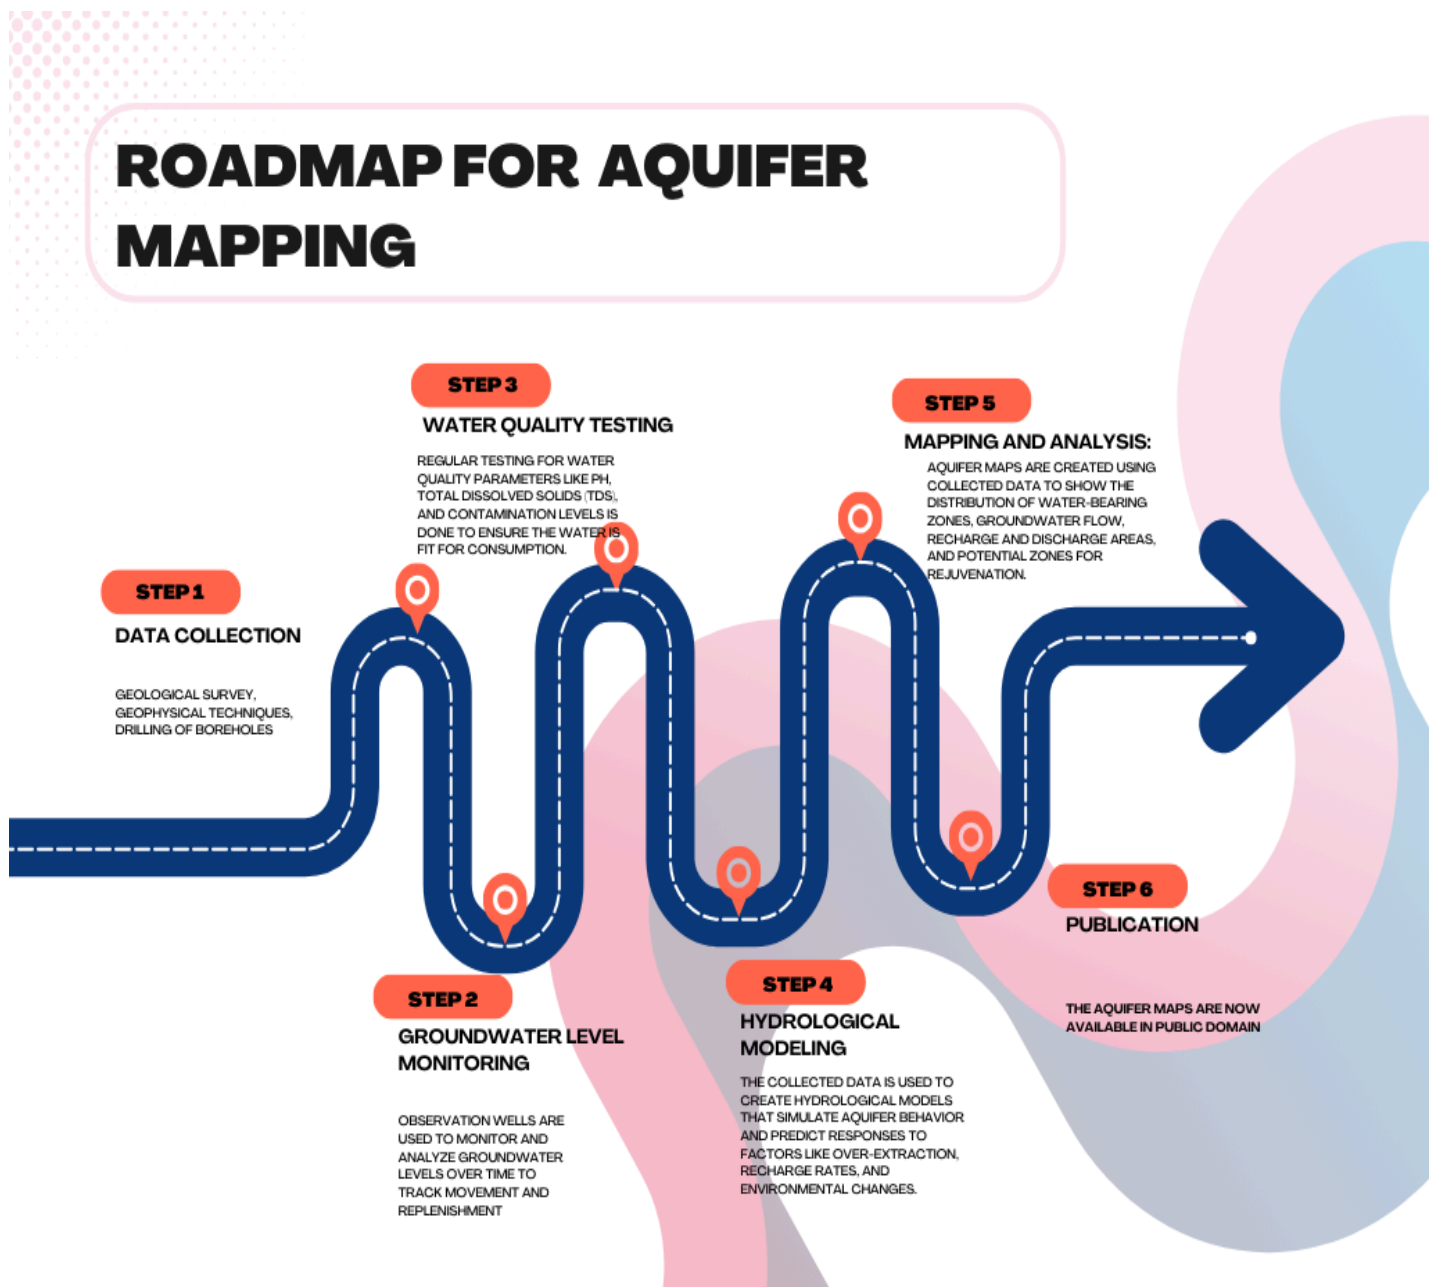 ROADMAP FOR AQUIFER
MAPPING
STEP 1
DATA COLLECTION
GEOLOGICAL SURVEY,
GEOPHYSICAL TECHNIQUES,
DRILLING OF BOREHOLES
STEP 2
GROUNDWATER LEVEL
MONITORING
OBSERVATION WELLS ARE
USED TO MONITOR AND
ANALYZE GROUNDWATER
LEVELS OVER TIME TO
TRACK MOVEMENT AND
REPLENISHMENT
STEP 3
WATER QUALITY TESTING
REGULAR TESTING FOR WATER
QUALITY PARAMETERS LIKE PH,
TOTAL DISSOLVED SOLIDS (TDS),
AND CONTAMINATION LEVELS IS
DONE TO ENSURE THE WATER IS
FIT FOR CONSUMPTION.
STEP 4
HYDROLOGICAL
MODELING
THE COLLECTED DATA IS USED TO
CREATE HYDROLOGICAL MODELS
THAT SIMULATE AQUIFER BEHAVIOR
AND PREDICT RESPONSES TO
FACTORS LIKE OVER-EXTRACTION,
RECHARGE RATES, AND
ENVIRONMENTAL CHANGES.
STEP 5
MAPPING AND ANALYSIS:
AQUIFER MAPS ARE CREATED USING
COLLECTED DATA TO SHOW THE
DISTRIBUTION OF WATER-BEARING
ZONES, GROUNDWATER FLOW,
RECHARGE AND DISCHARGE AREAS,
AND POTENTIAL ZONES FOR
REJUVENATION.
STEP 6
PUBLICATION
THE AQUIFER MAPS ARE NOW
AVAILABLE IN PUBLIC DOMAIN